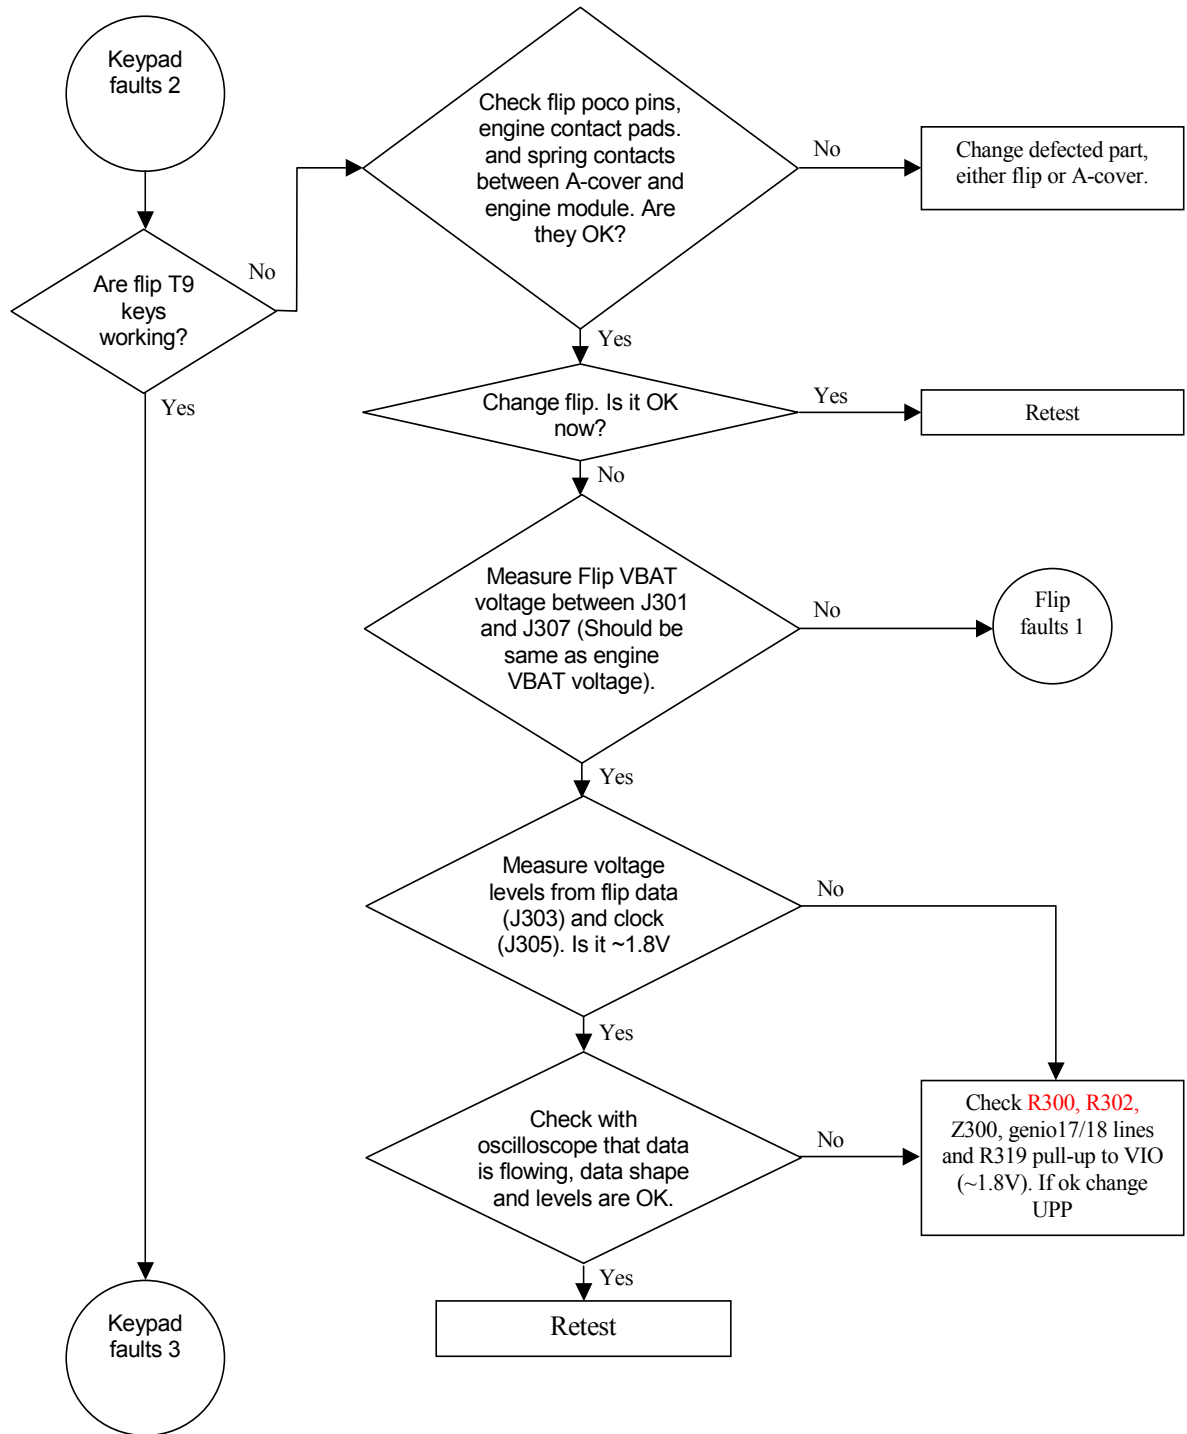 Keypad
faults 2
Are flip T9
keys
working?
No
Yes
Keypad
faults 3
Check flip poco pins,
engine contact pads.
and spring contacts
between A-cover and
engine module. Are
they OK?
No
Change defected part,
either flip or A-cover.
Yes
Change flip. Is it OK
now?
Yes
Retest
No
Measure Flip VBAT
voltage between J301
and J307 (Should be
same as engine
VBAT voltage).
No
Flip
faults 1
Yes
Measure voltage
levels from flip data
(J303) and clock
(J305). Is it ~1.8V
No
Yes
Check with
oscilloscope that data
is flowing, data shape
and levels are OK.
No
Check R300, R302,
Z300, genio17/18 lines
and R319 pull-up to VIO
(~1.8V). If ok change
UPP
Yes
Retest